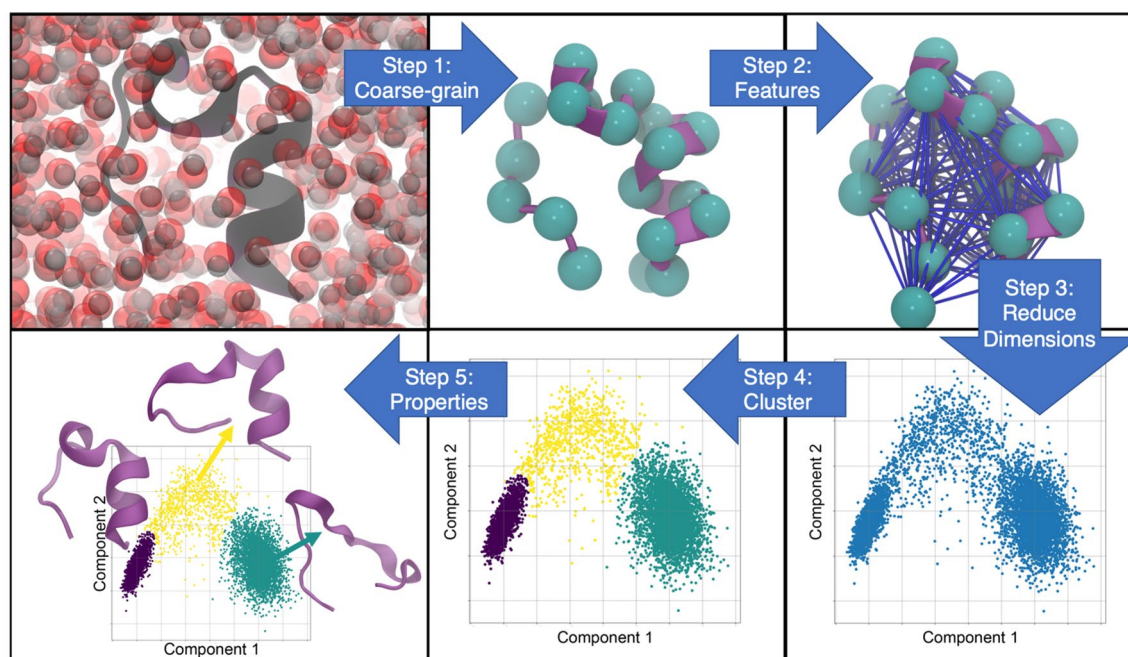 Step 1:
Coarse-grain
Step 2:
Features
Step 3:
Reduce
Dimensions
Step 4:
Cluster
Step 5:
Properties
Component 2
Component 1
Component 2
Component 1
Component 2
Component 1